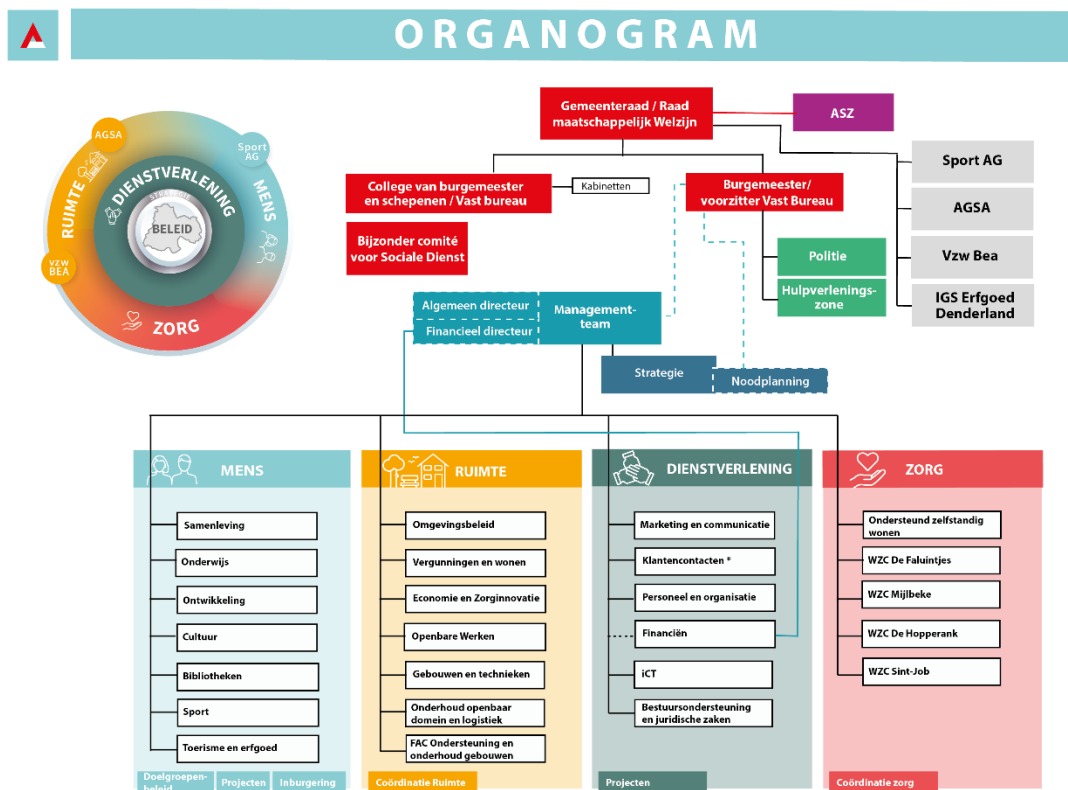 ORGANOGRAM
AGSA
Sport
AG
RUIMTE
DIENSTVERLENING
MENS
BELEID
VZW
BEA
ZORG
Gemeenteraad / Raad
maatschappelijk Welzijn
ASZ
College van burgemeester
en schepenen / Vast bureau
Kabinetten
Burgemeester/
voorzitter Vast Bureau
Sport AG
AGSA
Vzw Bea
IGS Erfgoed
Denderland
Bijzonder comité
voor Sociale Dienst
Politie
Hulpverlenings-
zone
Algemeen directeur
Financieel directeur
Management-
team
Strategie
Noodplanning
MENS
Samenleving
Onderwijs
Ontwikkeling
Cultuur
Bibliotheken
Sport
Toerisme en erfgoed
Doelgroepen-
beleid
Projecten
Inburgering
RUIMTE
Omgevingsbeleid
Vergunningen en wonen
Economie en Zorginnovatie
Openbare Werken
Gebouwen en technieken
Onderhoud openbaar
domein en logistiek
FAC Ondersteuning en
onderhoud gebouwen
Coördinatie Ruimte
DIENSTVERLENING
Marketing en communicatie
Klantencontacten *
Personeel en organisatie
Financiën
iCT
Bestuursondersteuning
en juridische zaken
Projecten
ZORG
Ondersteund zelfstandig
wonen
WZC De Faluintjes
WZC Mijlbeke
WZC De Hopperank
WZC Sint-Job
Coördinatie zorg